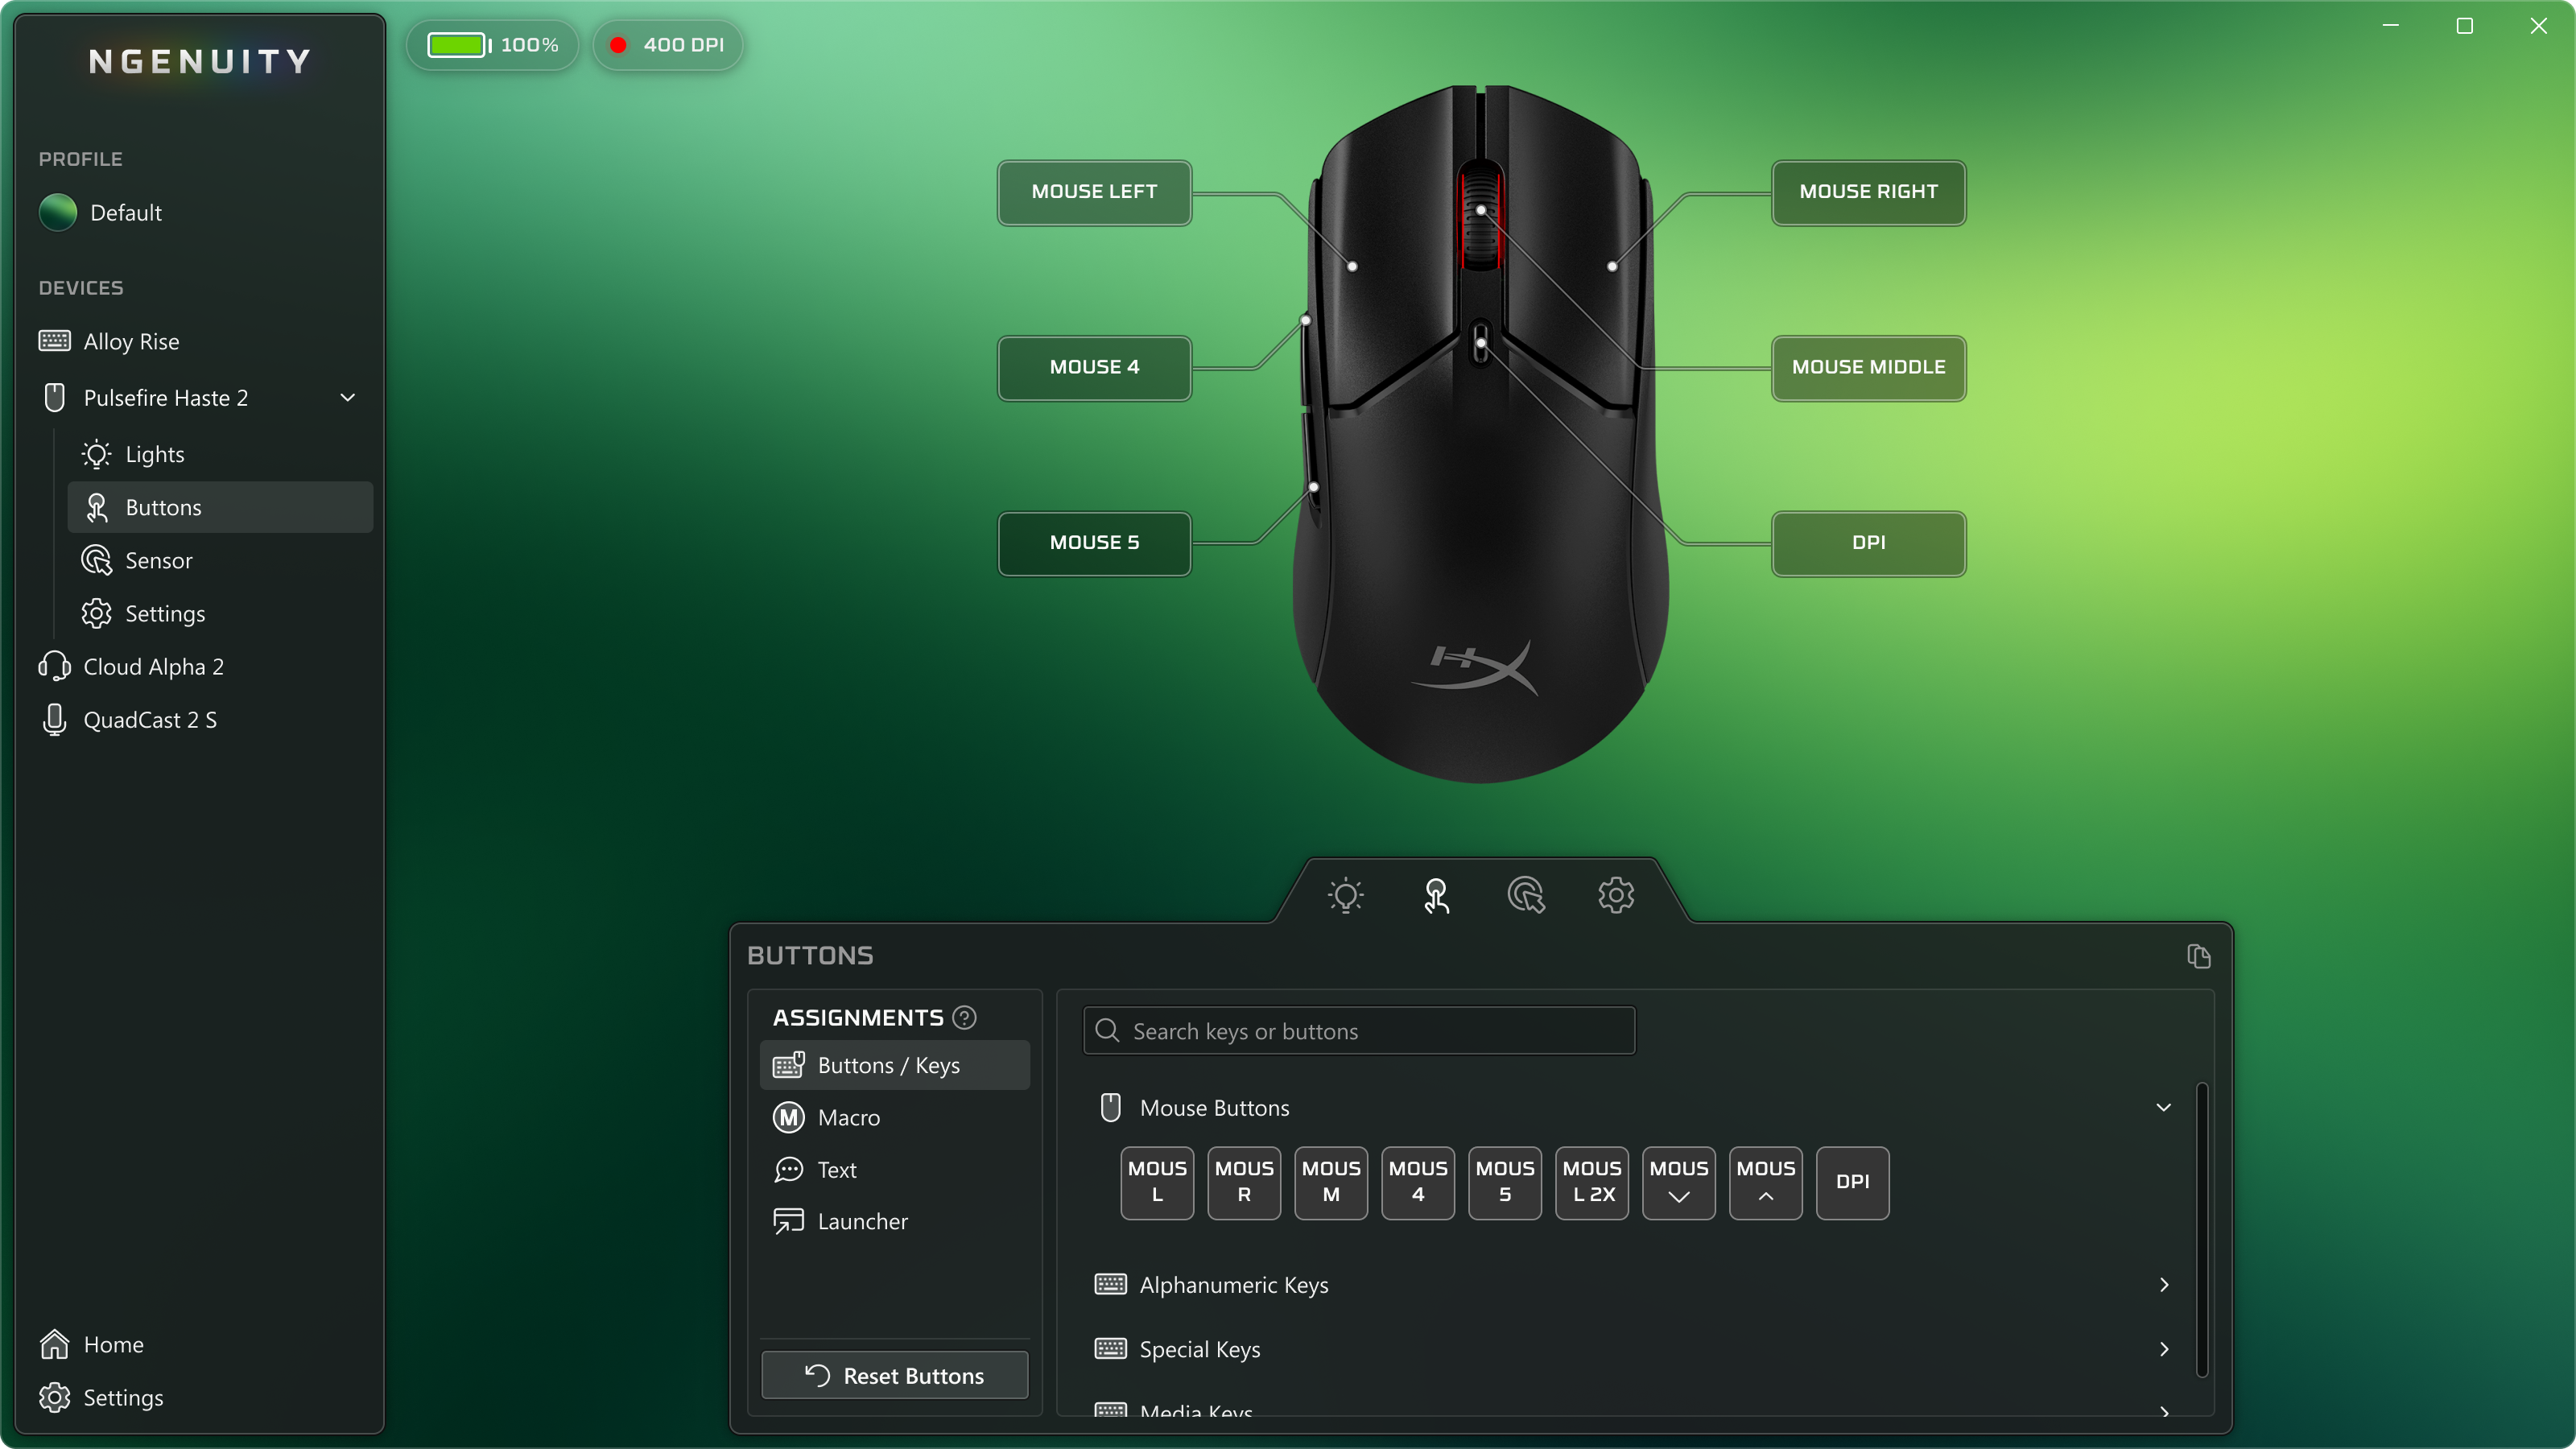 NGENUITY
100%
400 DPI
PROFILE
Default
DEVICES
Alloy Rise
Pulsefire Haste 2
Lights
Buttons
Sensor
Settings
Cloud Alpha 2
QuadCast 2 S
Home
Settings
MOUSE LEFT
MOUSE RIGHT
MOUSE 4
MOUSE MIDDLE
MOUSE 5
DPI
HX
BUTTONS
ASSIGNMENTS
Buttons / Keys
M Macro
Text
Launcher
Reset Buttons
Search keys or buttons
Mouse Buttons
MOUS L
MOUS R
MOUS M
MOUS 4
MOUS 5
MOUS L 2X
MOUS
MOUS
DPI
Alphanumeric Keys
Special Keys
Media Keys